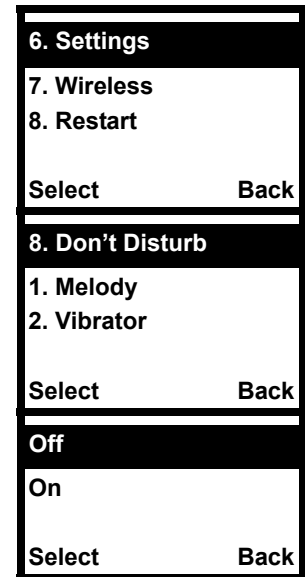 6. Settings
7. Wireless
8. Restart
Select Back
8. Don’t Disturb
1. Melody
2. Vibrator
Select Back
Off
On
Select Back